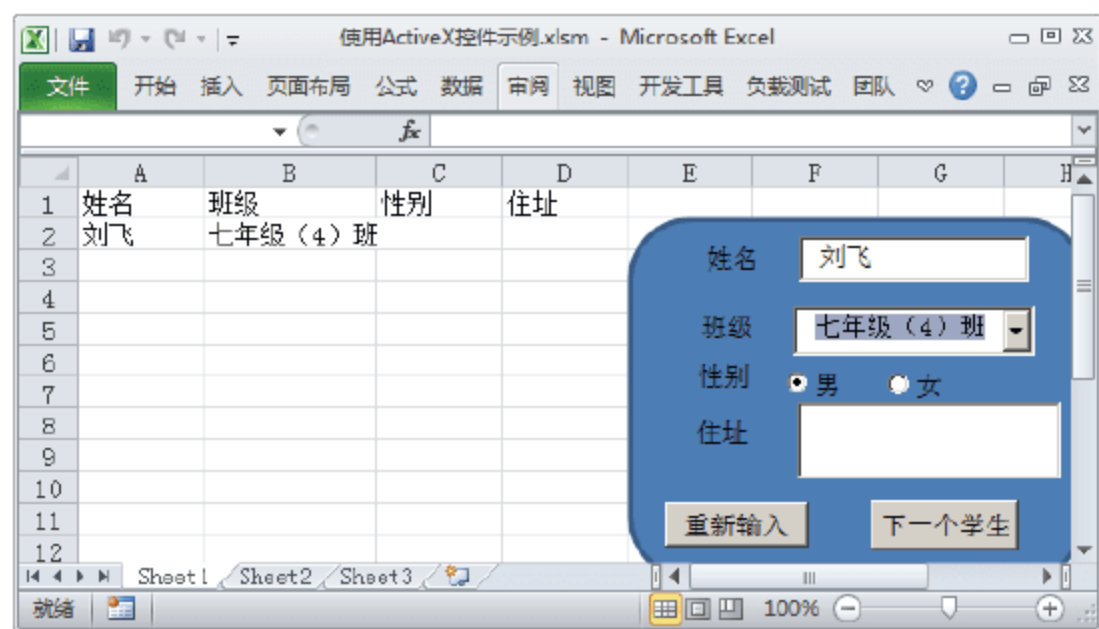 使用ActiveX控件示例.xlsm - Microsoft Excel
文件 开始 插入 页面布局 公式 数据 审阅 视图 开发工具 负载测试 团队
fx
A B C D E F G H
1 姓名 班级 性别 住址
2 刘飞 七年级（4）班
3
4
5
6
7
8
9
10
11
12
姓名 刘飞
班级 七年级（4）班
性别 男 女
住址
重新输入 下一个学生
Sheet1 Sheet2 Sheet3
就绪 100%